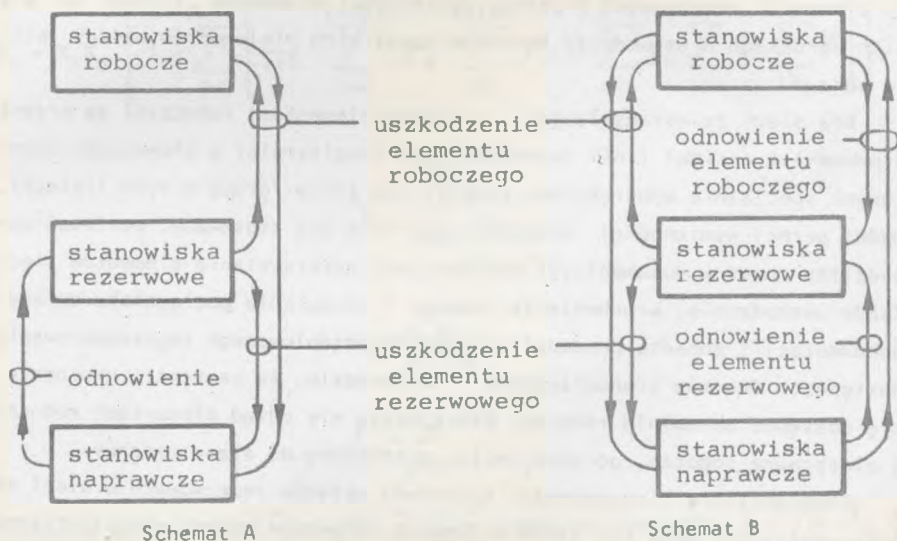 stanowiska
robocze
stanowiska
robocze
uszkodzenie
elementu
roboczego
odnowienie
elementu
roboczego
stanowiska
rezerwowe
stanowiska
rezerwowe
odnowienie
uszkodzenie
elementu
rezerwowego
odnowienie
elementu
rezerwowego
stanowiska
naprawcze
stanowiska
naprawcze
Schemat A
Schemat B